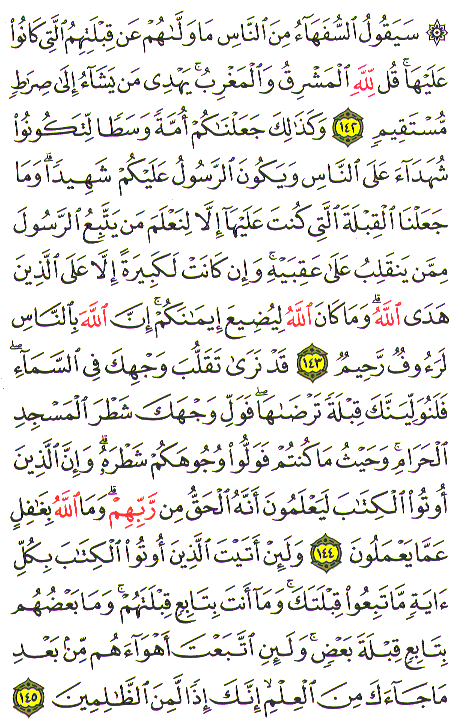 ۞ سَيَقُولُ ٱلسُّفَهَآءُ مِنَ ٱلنَّاسِ مَا وَلَّىٰهُمْ عَن قِبْلَتِهِمُ ٱلَّتِى كَانُوا۟
عَلَيْهَا ۚ قُل لِّلَّهِ ٱلْمَشْرِقُ وَٱلْمَغْرِبُ ۚ يَهْدِى مَن يَشَآءُ إِلَىٰ صِرَٰطٍ
مُّسْتَقِيمٍ ١٤٢ وَكَذَٰلِكَ جَعَلْنَٰكُمْ أُمَّةً وَسَطًا لِّتَكُونُوا۟
شُهَدَآءَ عَلَى ٱلنَّاسِ وَيَكُونَ ٱلرَّسُولُ عَلَيْكُمْ شَهِيدًا ۗ وَمَا
جَعَلْنَا ٱلْقِبْلَةَ ٱلَّتِى كُنتَ عَلَيْهَآ إِلَّا لِنَعْلَمَ مَن يَتَّبِعُ ٱلرَّسُولَ
مِمَّن يَنقَلِبُ عَلَىٰ عَقِبَيْهِ ۚ وَإِن كَانَتْ لَكَبِيرَةً إِلَّا عَلَى ٱلَّذِينَ
هَدَى ٱللَّهُ ۗ وَمَا كَانَ ٱللَّهُ لِيُضِيعَ إِيمَٰنَكُمْ ۚ إِنَّ ٱللَّهَ بِٱلنَّاسِ
لَرَءُوفٌ رَّحِيمٌ ١٤٣ قَدْ نَرَىٰ تَقَلُّبَ وَجْهِكَ فِى ٱلسَّمَآءِ ۖ
فَلَنُوَلِّيَنَّكَ قِبْلَةً تَرْضَىٰهَا ۚ فَوَلِّ وَجْهَكَ شَطْرَ ٱلْمَسْجِدِ
ٱلْحَرَامِ ۚ وَحَيْثُ مَا كُنتُمْ فَوَلُّوا۟ وُجُوهَكُمْ شَطْرَهُۥ ۗ وَإِنَّ ٱلَّذِينَ
أُوتُوا۟ ٱلْكِتَٰبَ لَيَعْلَمُونَ أَنَّهُ ٱلْحَقُّ مِن رَّبِّهِمْ ۗ وَمَا ٱللَّهُ بِغَٰفِلٍ
عَمَّا يَعْمَلُونَ ١٤٤ وَلَئِنْ أَتَيْتَ ٱلَّذِينَ أُوتُوا۟ ٱلْكِتَٰبَ بِكُلِّ
ءَايَةٍ مَّا تَبِعُوا۟ قِبْلَتَكَ ۚ وَمَآ أَنتَ بِتَابِعٍ قِبْلَتَهُمْ ۚ وَمَا بَعْضُهُم
بِتَابِعٍ قِبْلَةَ بَعْضٍ ۚ وَلَئِنِ ٱتَّبَعْتَ أَهْوَآءَهُم مِّنۢ بَعْدِ
مَا جَآءَكَ مِنَ ٱلْعِلْمِ ۙ إِنَّكَ إِذًا لَّمِنَ ٱلظَّٰلِمِينَ ١٤٥